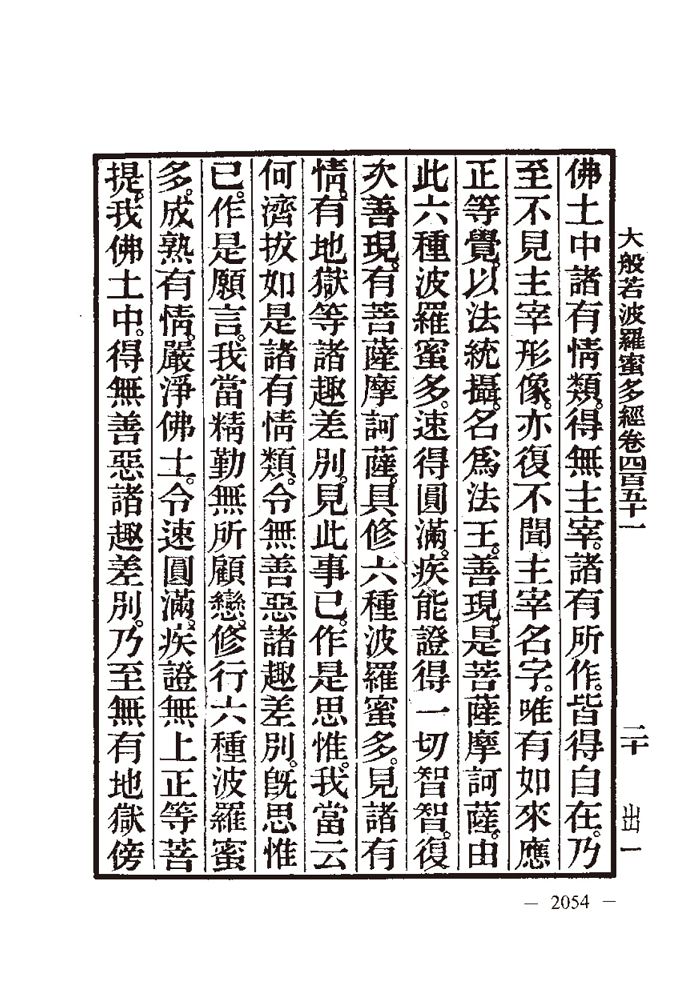 大般若波羅蜜多經卷四百五十一 二十 出一
佛土中諸有情類。得無主宰。諸有所作。皆得自在。乃
至不見主宰形像。亦復不聞主宰名字。唯有如來應
正等覺。以法統攝。名爲法王。善現。是菩薩摩訶薩。由
此六種波羅蜜多。速得圓滿。疾能證得一切智智。復
次善現。有菩薩摩訶薩。具修六種波羅蜜多。見諸有
情。有地獄等諸趣差別。見此事已。作是思惟。我當云
何濟拔如是諸有情類。令無善惡諸趣差別。旣思惟
已。作是願言。我當精勤無所顧戀。修行六種波羅蜜
多。成熟有情。嚴淨佛土。令速圓滿。疾證無上正等菩
提。我佛土中。得無善惡諸趣差別。乃至無有地獄傍
— 2054 —